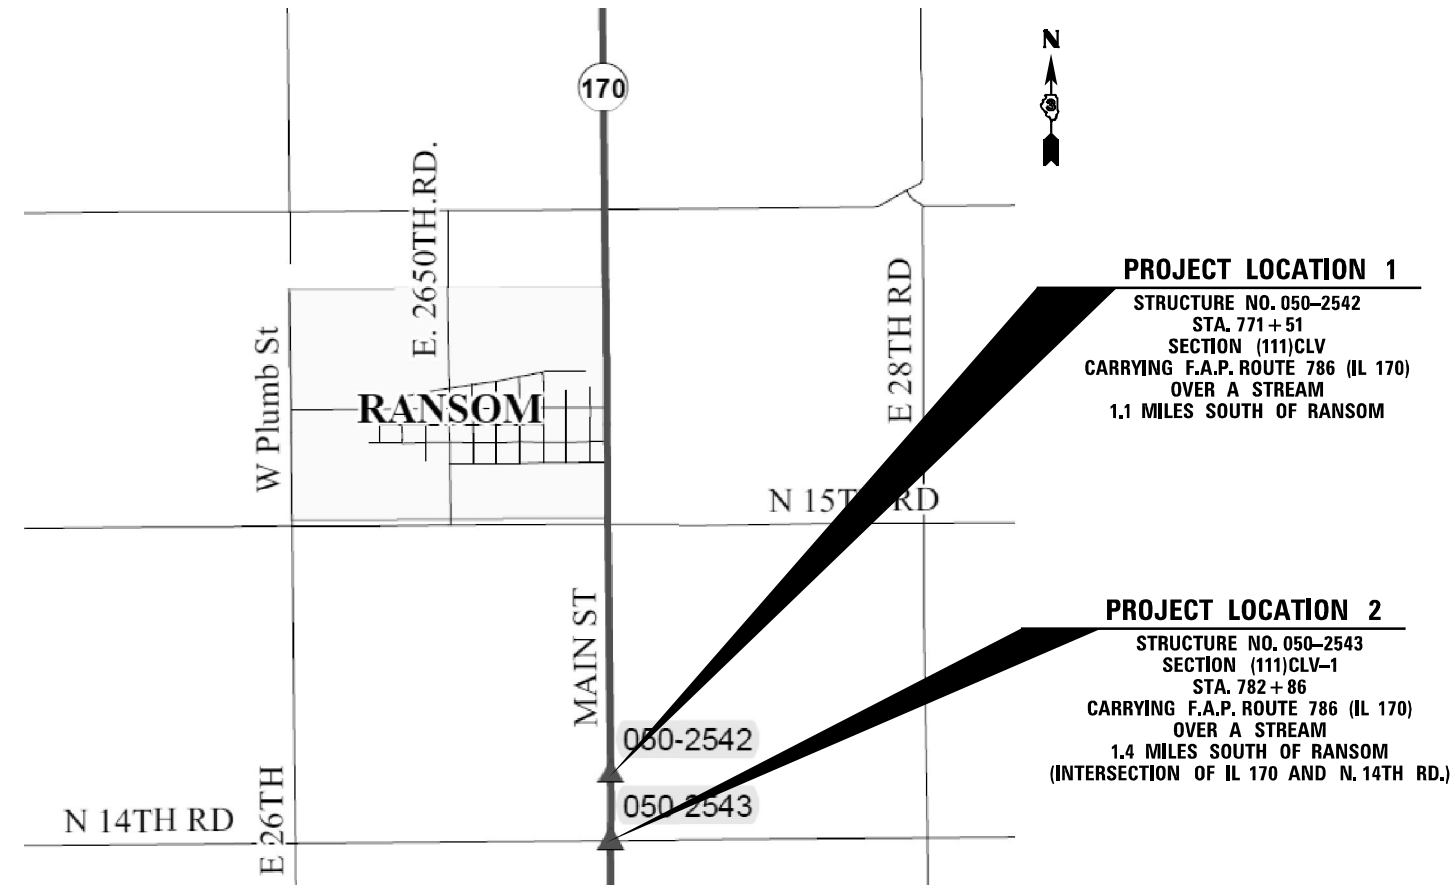 N
170
3
E. 2650TH.RD.
PROJECT LOCATION 1
STRUCTURE NO. 050-2542
STA. 771+51
SECTION (111)CLV
CARRYING F.A.P. ROUTE 786 (IL 170)
OVER A STREAM
1.1 MILES SOUTH OF RANSOM
E 28TH RD
W Plumb St
RANSOM
N 15TH RD
MAIN ST
PROJECT LOCATION 2
STRUCTURE NO. 050-2543
SECTION (111)CLV-1
STA. 782+86
CARRYING F.A.P. ROUTE 786 (IL 170)
OVER A STREAM
1.4 MILES SOUTH OF RANSOM
(INTERSECTION OF IL 170 AND N. 14TH RD.)
050-2542
050-2543
N 14TH RD
E 26TH